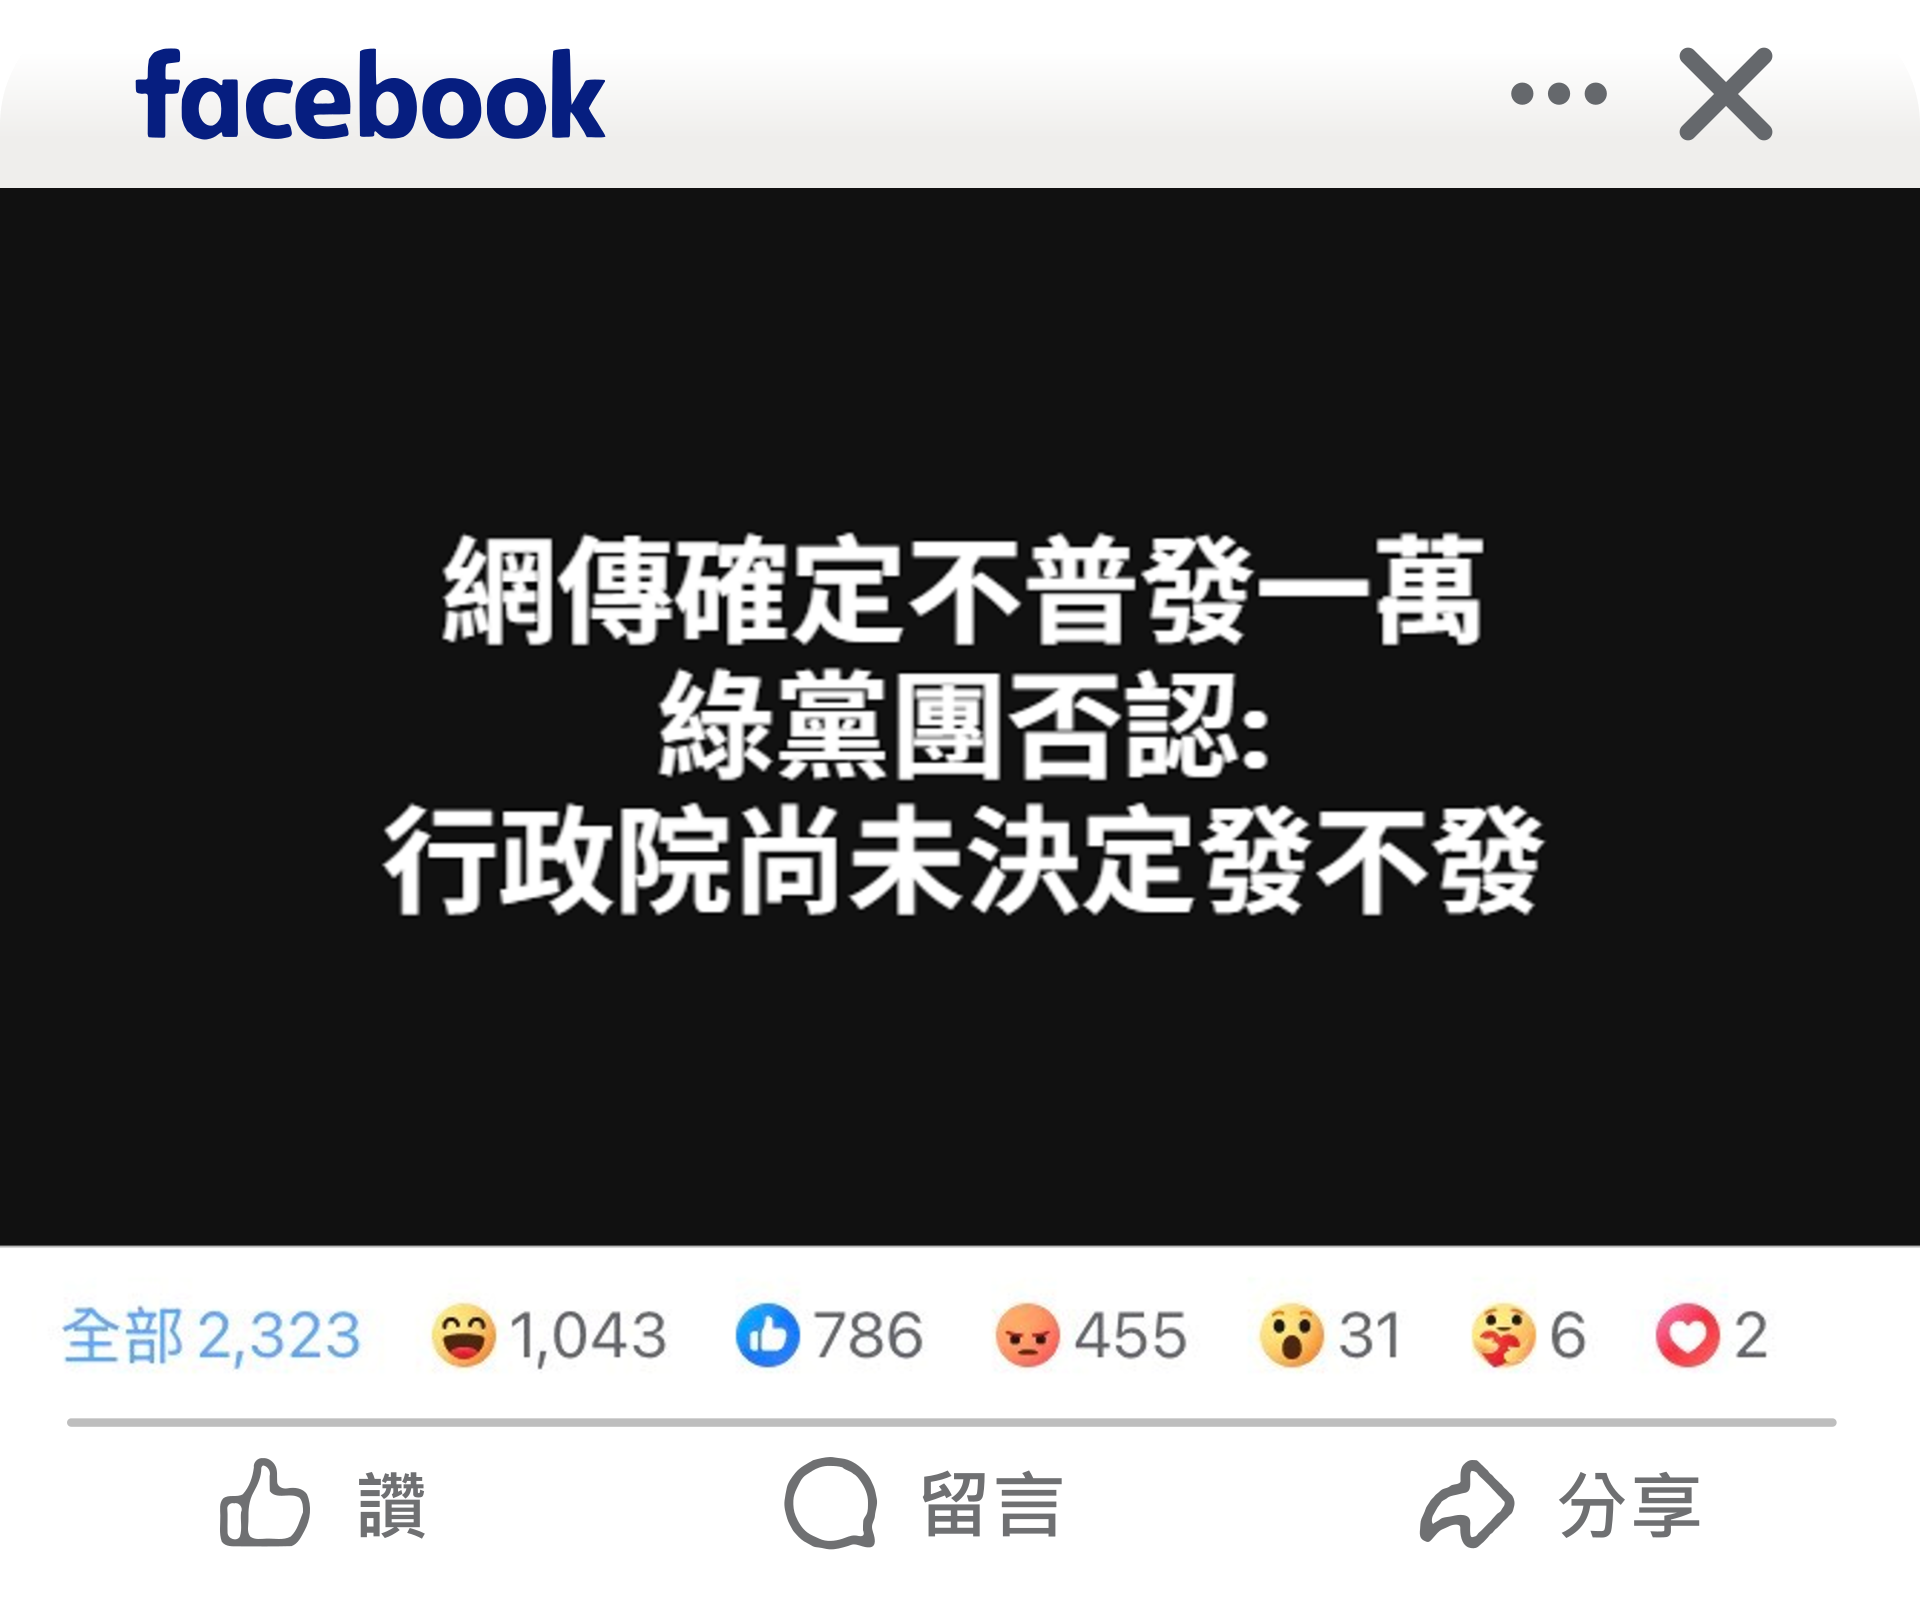 facebook
網傳確定不普發一萬
綠黨團否認:
行政院尚未決定發不發
全部 2,323 1,043 786 455 31 6 2
讚 留言 分享